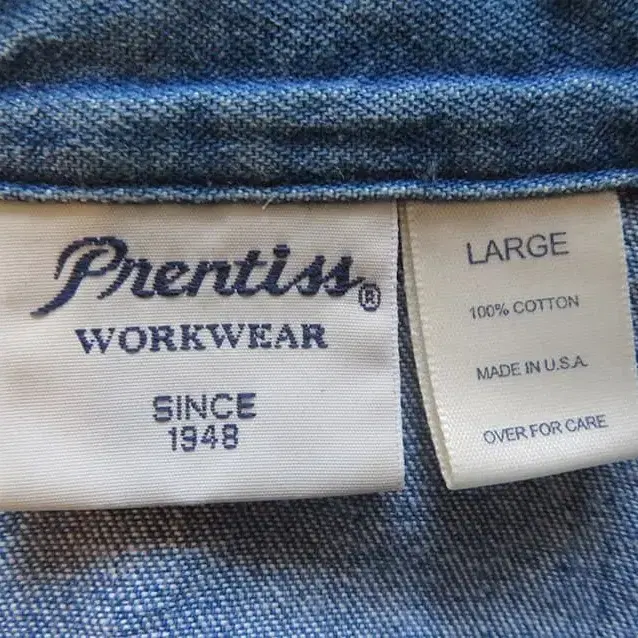 Prentiss®
WORKWEAR
SINCE
1948
LARGE
100% COTTON
MADE IN U.S.A.
OVER FOR CARE